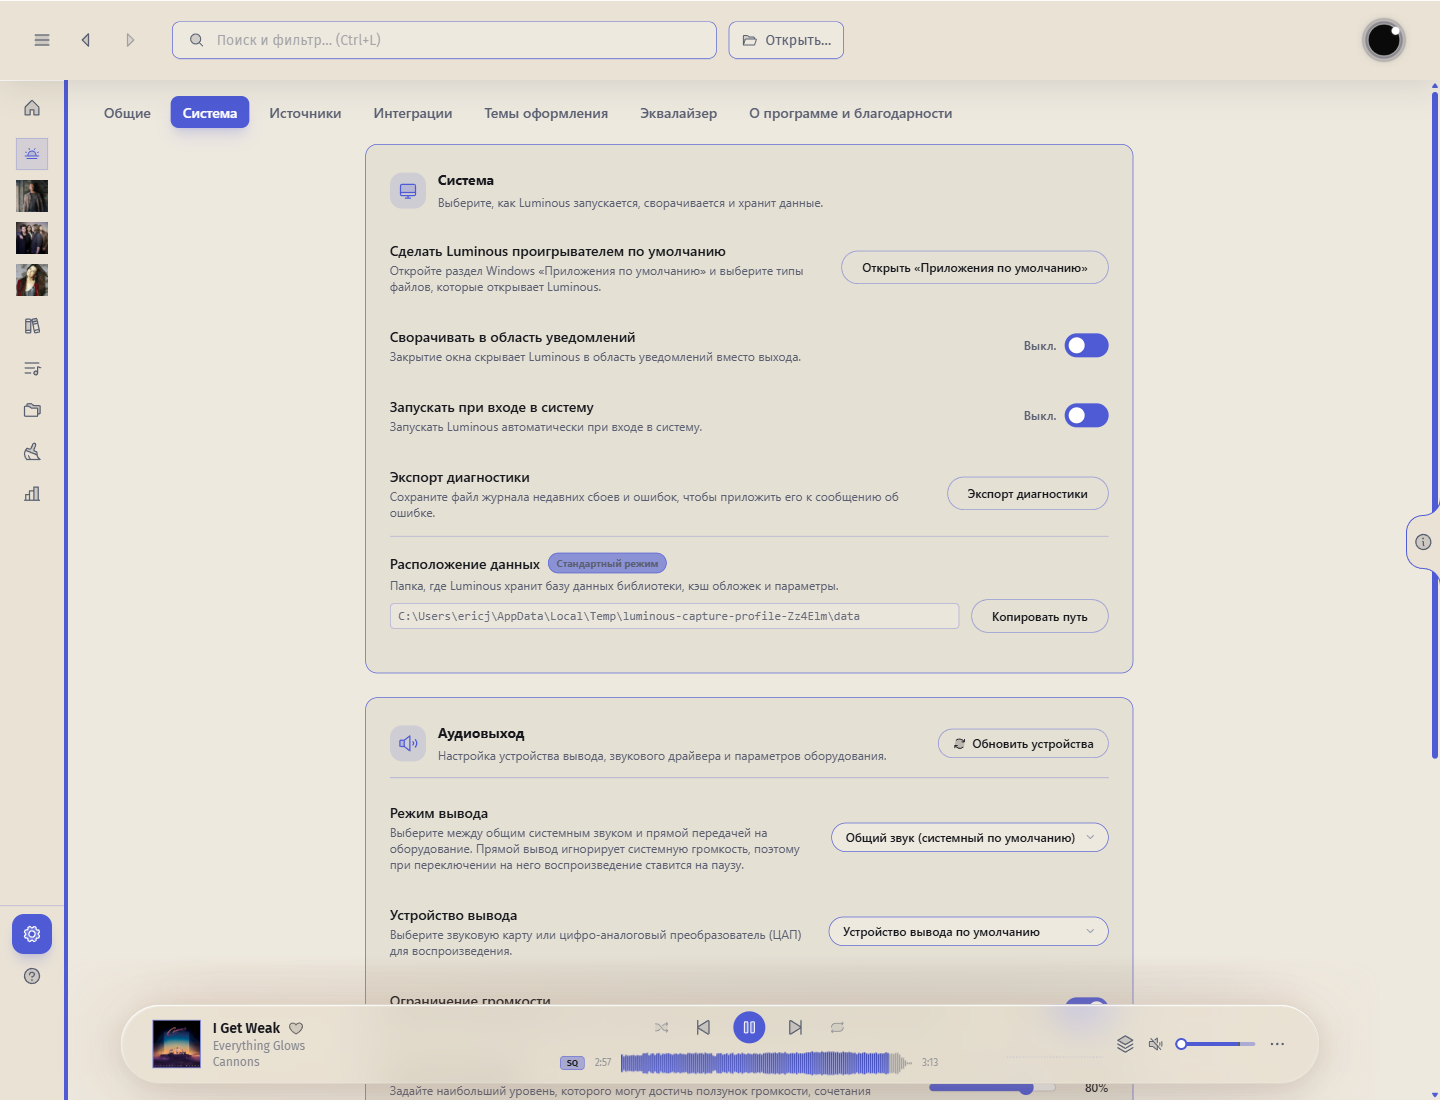 Поиск и фильтр... (Ctrl+L)
Открыть...
Общие
Система
Источники
Интеграции
Темы оформления
Эквалайзер
О программе и благодарности
Система
Выберите, как Luminous запускается, сворачивается и хранит данные.
Сделать Luminous проигрывателем по умолчанию
Откройте раздел Windows «Приложения по умолчанию» и выберите типы
файлов, которые открывает Luminous.
Открыть «Приложения по умолчанию»
Сворачивать в область уведомлений
Закрытие окна скрывает Luminous в область уведомлений вместо выхода.
Выкл.
Запускать при входе в систему
Запускать Luminous автоматически при входе в систему.
Выкл.
Экспорт диагностики
Сохраните файл журнала недавних сбоев и ошибок, чтобы приложить его к сообщению об
ошибке.
Экспорт диагностики
Расположение данных
Стандартный режим
Папка, где Luminous хранит базу данных библиотеки, кэш обложек и параметры.
C:\Users\ericj\AppData\Local\Temp\luminous-capture-profile-Zz4Elm\data
Копировать путь
Аудиовыход
Настройка устройства вывода, звукового драйвера и параметров оборудования.
Обновить устройства
Режим вывода
Выберите между общим системным звуком и прямой передачей на
оборудование. Прямой вывод игнорирует системную громкость, поэтому
при переключении на него воспроизведение ставится на паузу.
Общий звук (системный по умолчанию)
Устройство вывода
Выберите звуковую карту или цифро-аналоговый преобразователь (ЦАП)
для воспроизведения.
Устройство вывода по умолчанию
Ограничение громкости
I Get Weak
Everything Glows
Cannons
SQ
2:57
3:13
Задайте наибольший уровень, которого могут достичь ползунок громкости, сочетания
80%